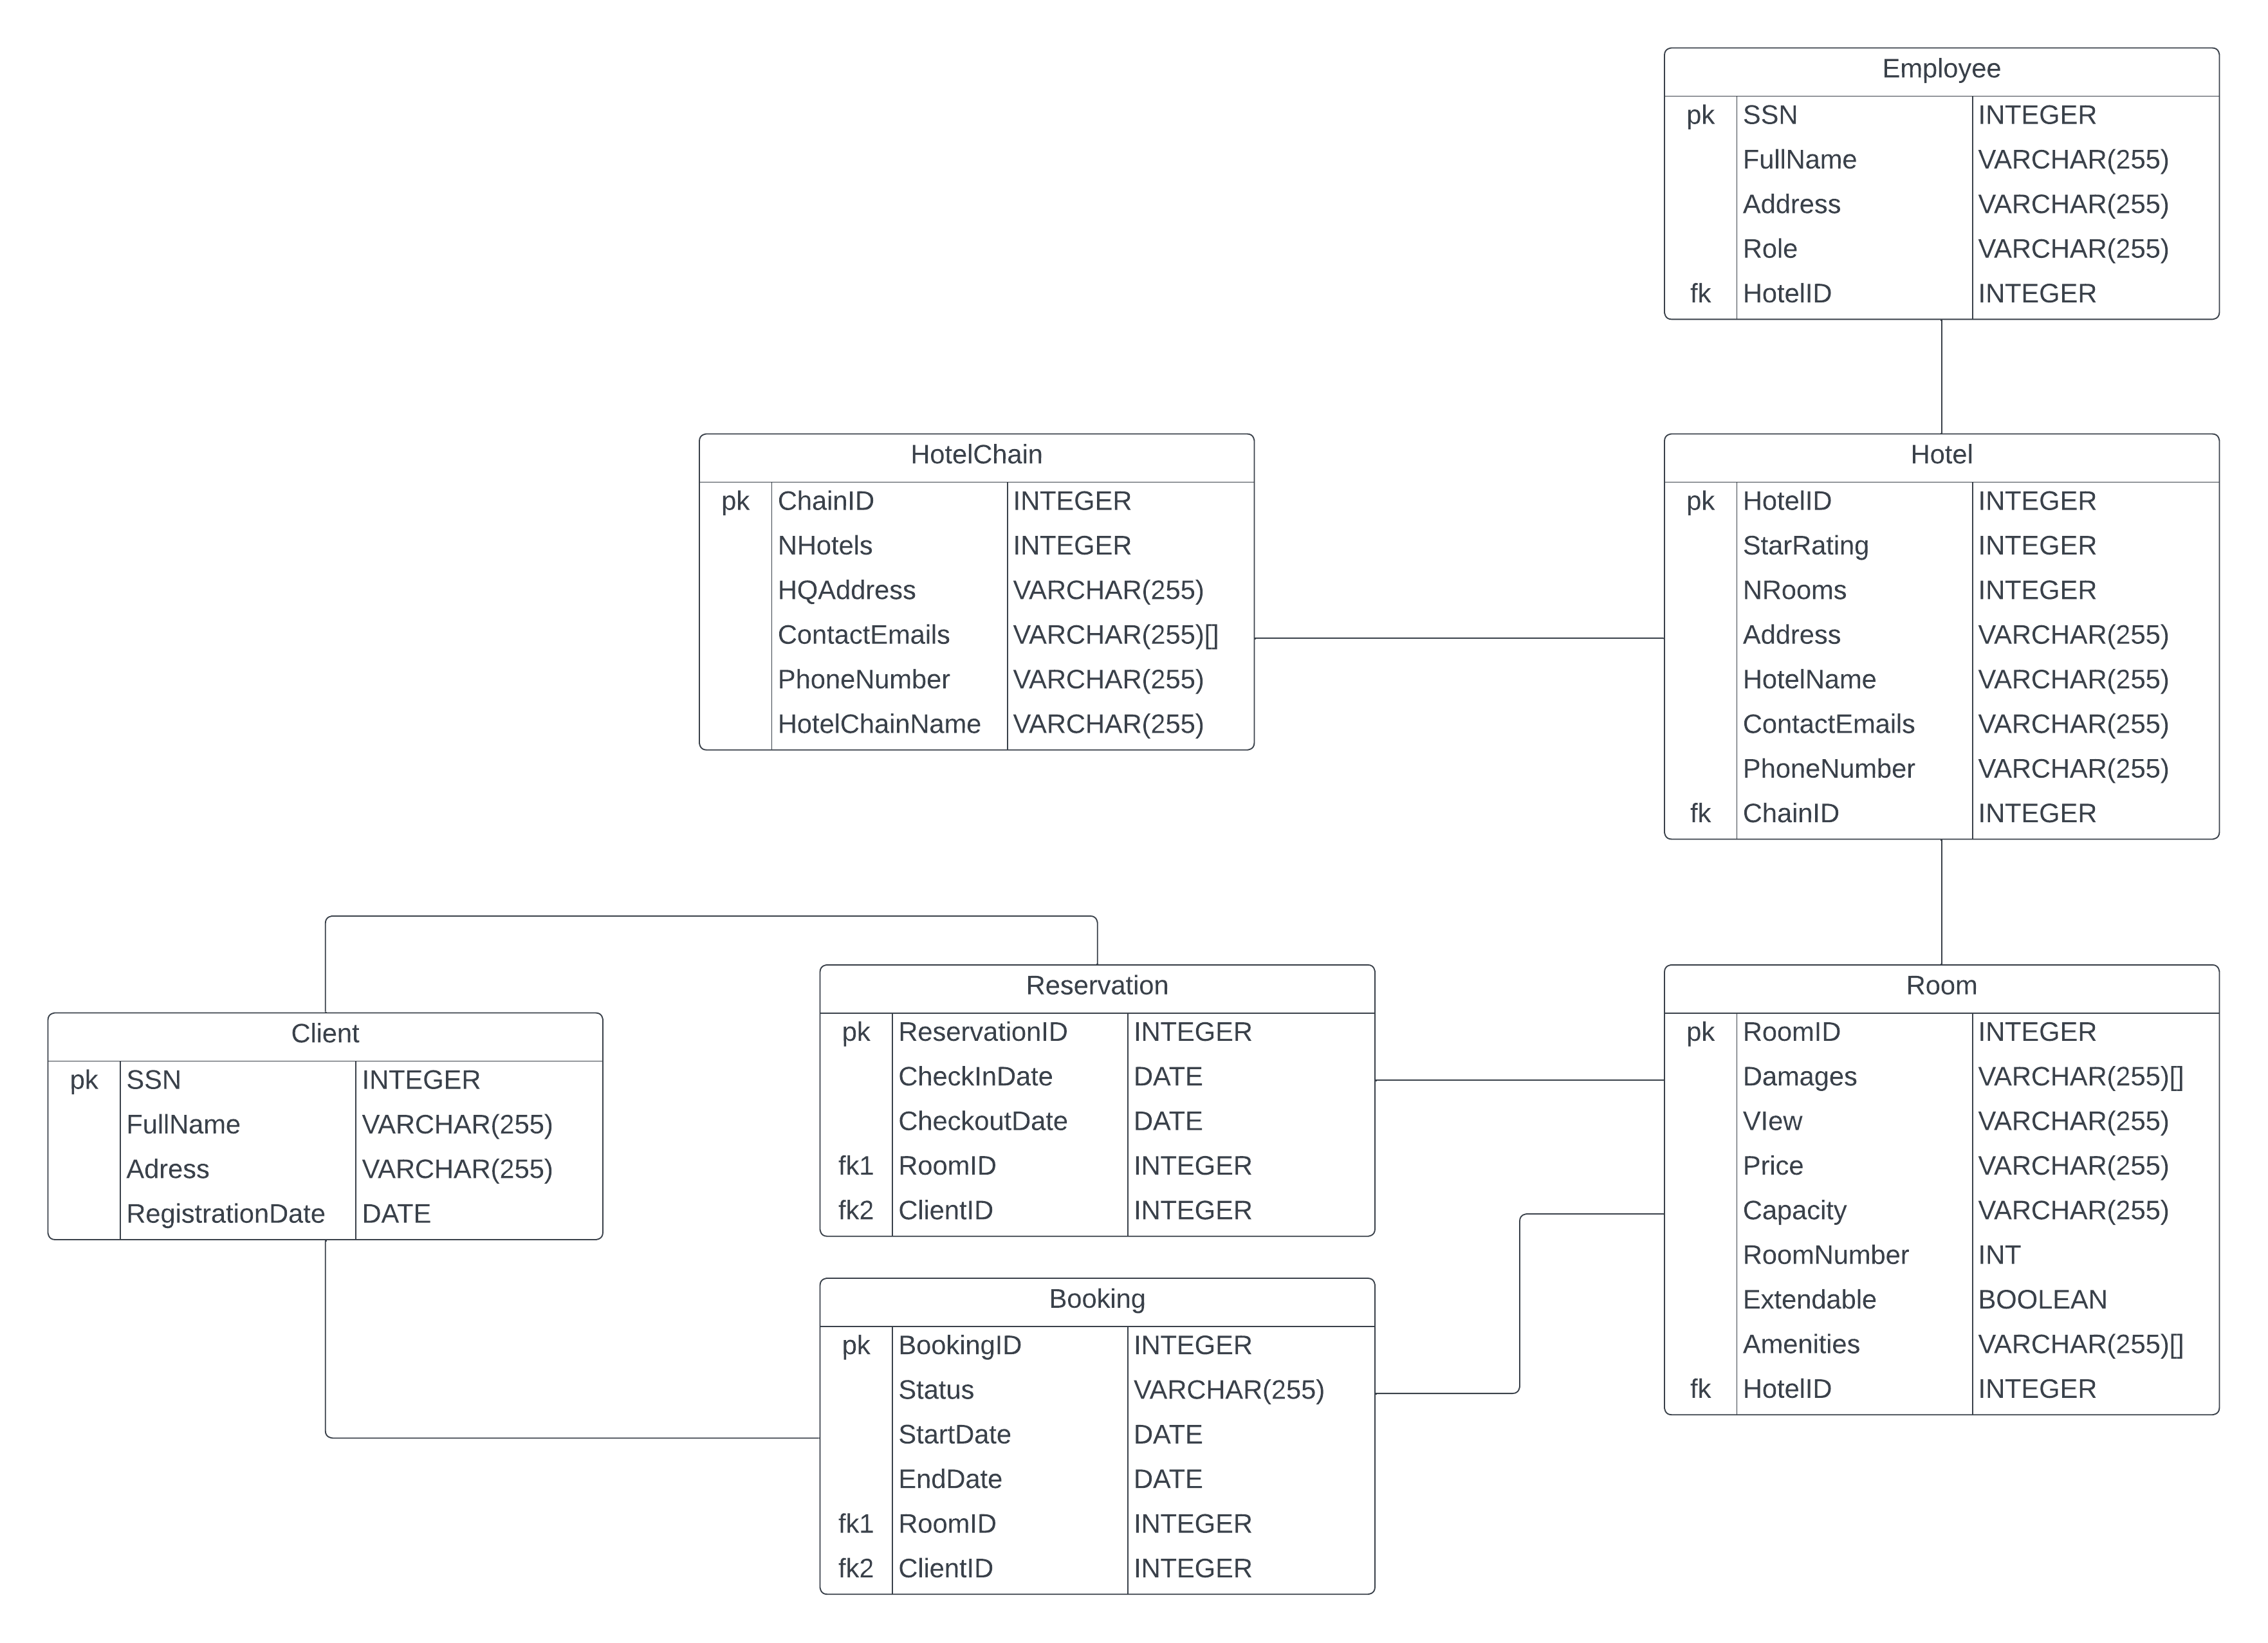 Employee
pk SSN INTEGER
FullName VARCHAR(255)
Address VARCHAR(255)
Role VARCHAR(255)
fk HotelID INTEGER
HotelChain
pk ChainID INTEGER
NHotels INTEGER
HQAddress VARCHAR(255)
ContactEmails VARCHAR(255)[]
PhoneNumber VARCHAR(255)
HotelChainName VARCHAR(255)
Hotel
pk HotelID INTEGER
StarRating INTEGER
NRooms INTEGER
Address VARCHAR(255)
HotelName VARCHAR(255)
ContactEmails VARCHAR(255)
PhoneNumber VARCHAR(255)
fk ChainID INTEGER
Client
pk SSN INTEGER
FullName VARCHAR(255)
Adress VARCHAR(255)
RegistrationDate DATE
Reservation
pk ReservationID INTEGER
CheckInDate DATE
CheckoutDate DATE
fk1 RoomID INTEGER
fk2 ClientID INTEGER
Booking
pk BookingID INTEGER
Status VARCHAR(255)
StartDate DATE
EndDate DATE
fk1 RoomID INTEGER
fk2 ClientID INTEGER
Room
pk RoomID INTEGER
Damages VARCHAR(255)[]
VIew VARCHAR(255)
Price VARCHAR(255)
Capacity VARCHAR(255)
RoomNumber INT
Extendable BOOLEAN
Amenities VARCHAR(255)[]
fk HotelID INTEGER